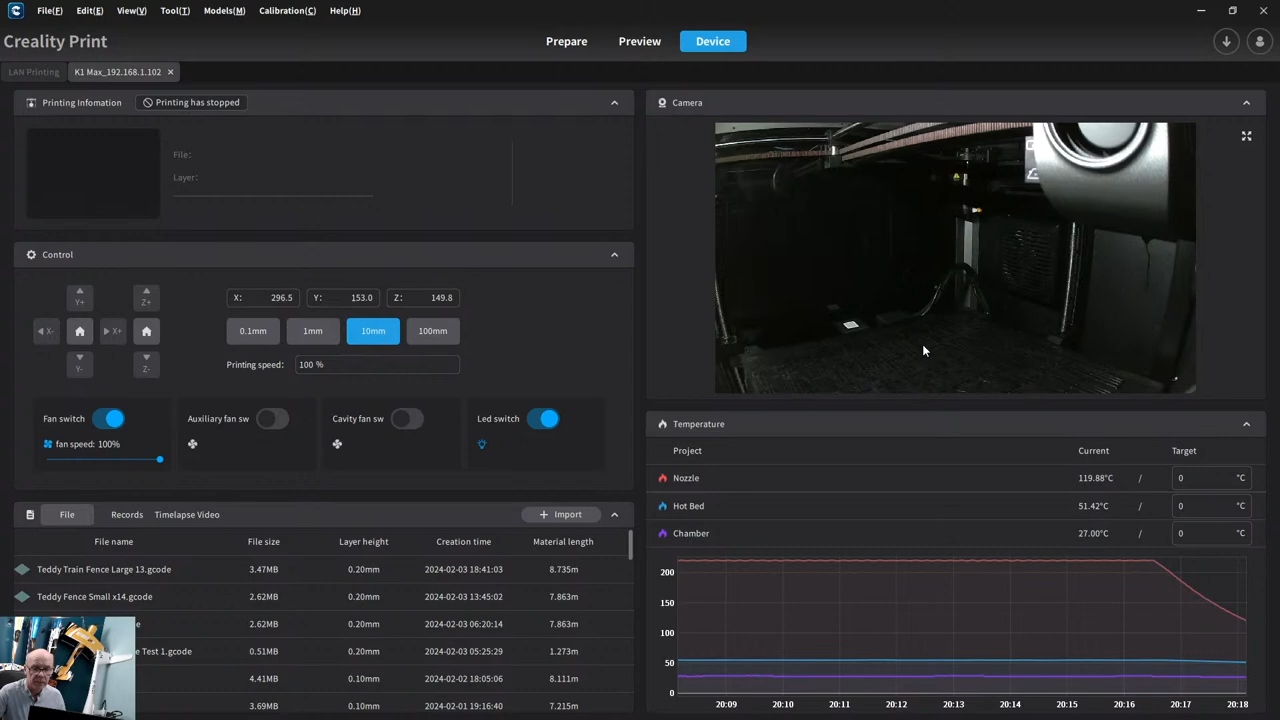 File(F) Edit(E) View(V) Tool(T) Models(M) Calibration(C) Help(H)
Creality Print
Prepare Preview Device
LAN Printing K1 Max_192.168.1.102
Printing Infomation Printing has stopped
File:
Layer:
Control
Y+ Z+
X- X+
Y- Z-
X: 296.5 Y: 153.0 Z: 149.8
0.1mm 1mm 10mm 100mm
Printing speed: 100 %
Fan switch Auxiliary fan sw Cavity fan sw Led switch
fan speed: 100%
File Records Timelapse Video + Import
File name File size Layer height Creation time Material length
Teddy Train Fence Large 13.gcode 3.47MB 0.20mm 2024-02-03 18:41:03 8.735m
Teddy Fence Small x14.gcode 2.62MB 0.20mm 2024-02-03 13:45:02 7.863m
e 2.62MB 0.20mm 2024-02-03 06:20:14 7.863m
e Test 1.gcode 0.51MB 0.20mm 2024-02-03 05:25:29 1.273m
4.41MB 0.10mm 2024-02-02 18:05:06 8.111m
3.69MB 0.10mm 2024-02-01 19:16:40 7.215m
Camera
Temperature
Project Current Target
Nozzle 119.88°C / 0 °C
Hot Bed 51.42°C / 0 °C
Chamber 27.00°C / 0 °C
200
150
100
50
0
20:09 20:10 20:11 20:12 20:13 20:14 20:15 20:16 20:17 20:18